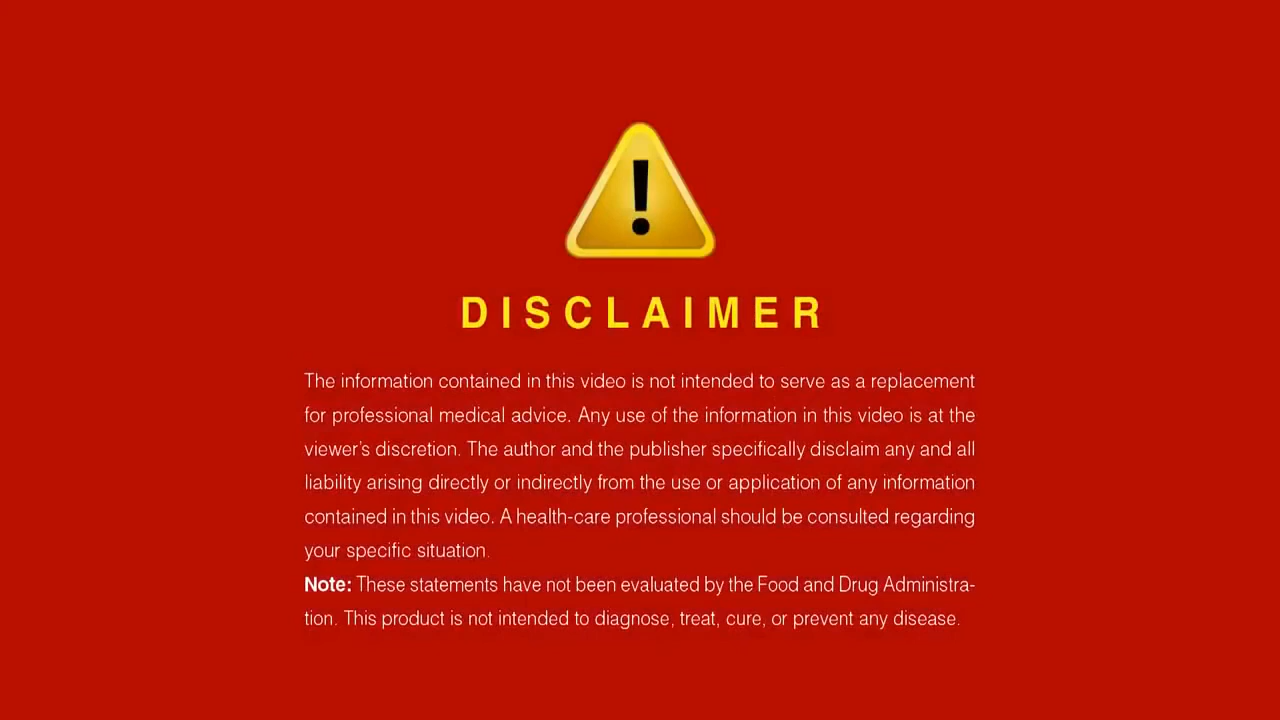 DISCLAIMER
The information contained in this video is not intended to serve as a replacement
for professional medical advice. Any use of the information in this video is at the
viewer's discretion. The author and the publisher specifically disclaim any and all
liability arising directly or indirectly from the use or application of any information
contained in this video. A health-care professional should be consulted regarding
your specific situation.
Note: These statements have not been evaluated by the Food and Drug Administra-
tion. This product is not intended to diagnose, treat, cure, or prevent any disease.